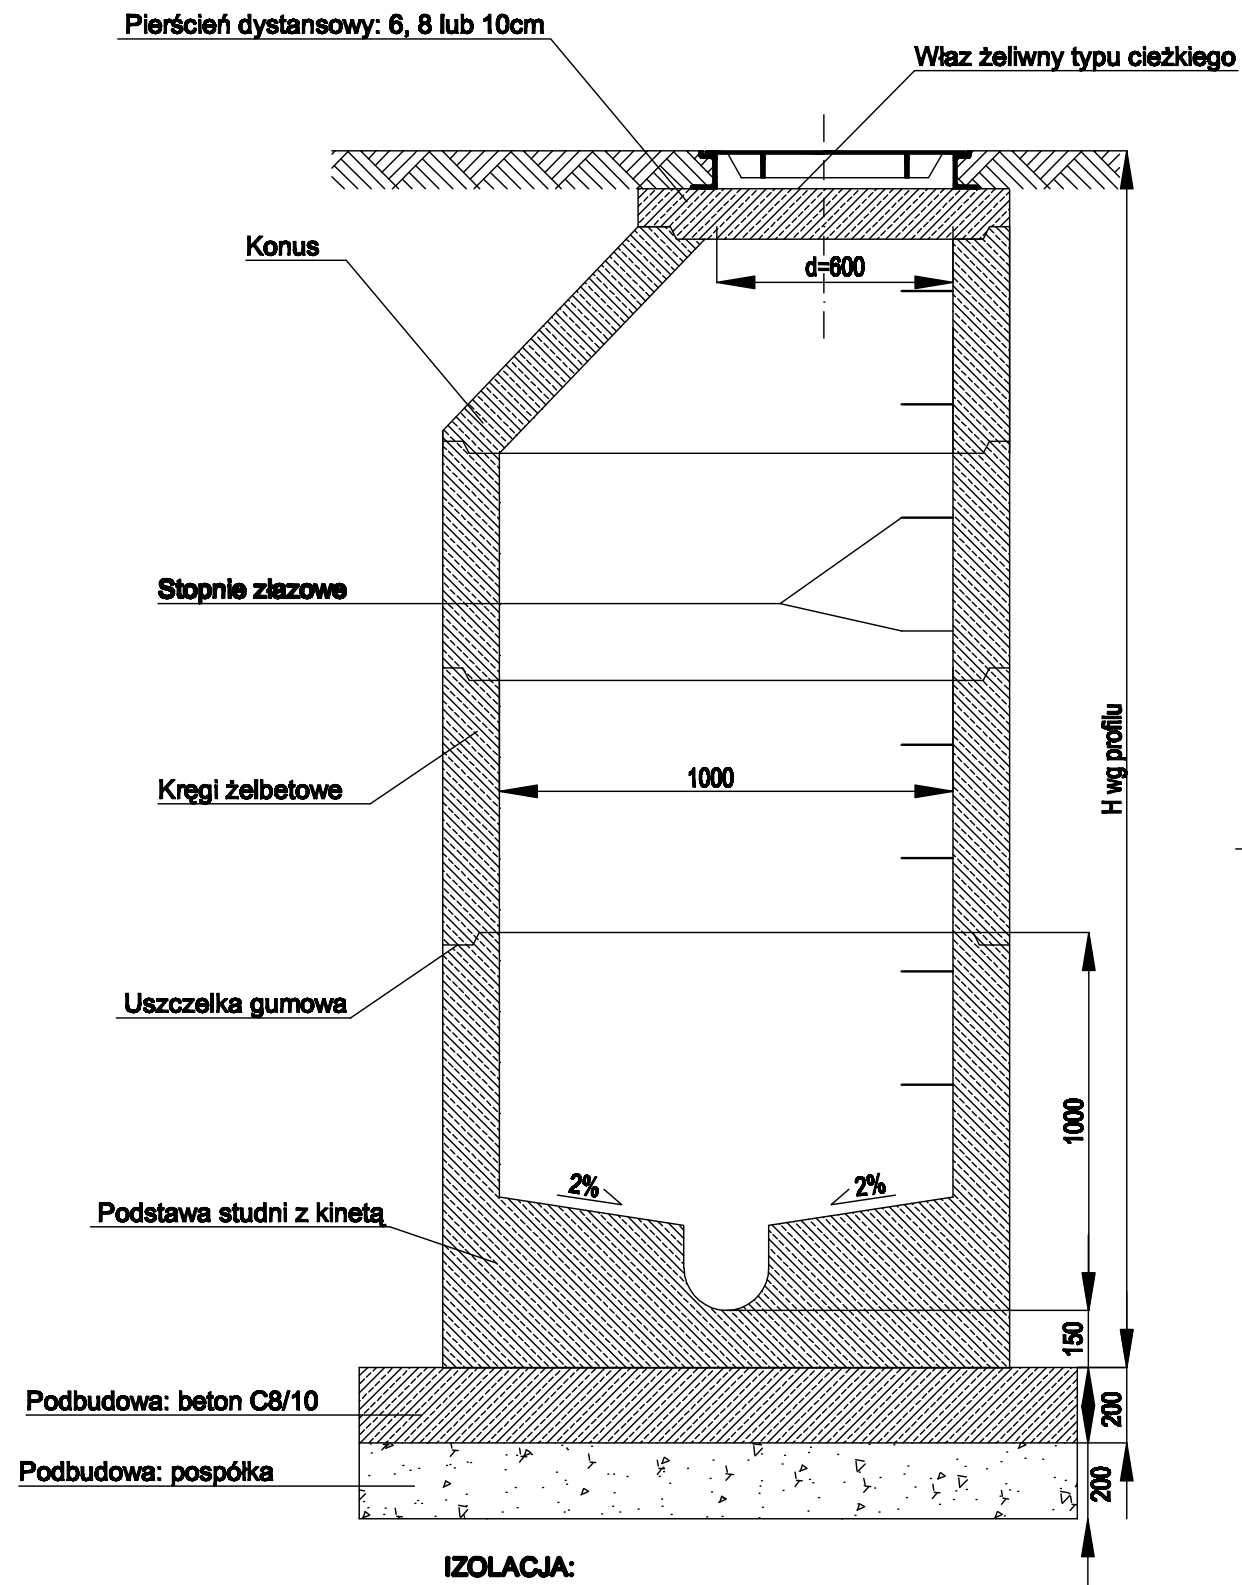 Pierścień dystansowy: 6, 8 lub 10cm
Właz żeliwny typu cieżkiego
Konus
d=600
Stopnie złazowe
H wg profilu
1000
Kręgi żelbetowe
Uszczelka gumowa
1000
2%
2%
Podstawa studni z kinetą
150
Podbudowa: beton C8/10
200
Podbudowa: pospółka
200
IZOLACJA: